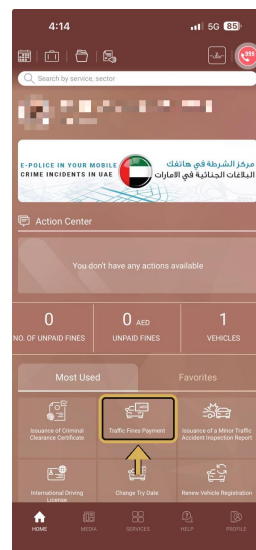 4:14
5G 85
999
Search by service, sector
E-POLICE IN YOUR MOBILE
CRIME INCIDENTS IN UAE
مركز الشرطة في هاتفك
البلاغات الجنائية في الامارات
Action Center
You don't have any actions available
0
NO. OF UNPAID FINES
0 AED
UNPAID FINES
1
VEHICLES
Most Used
Favorites
Issuance of Criminal
Clearance Certificate
Traffic Fines Payment
Issuance of a Minor Traffic
Accident Inspection Report
International Driving
License
Change Try Date
Renew Vehicle Registration
HOME
MEDIA
SERVICES
HELP
PROFILE